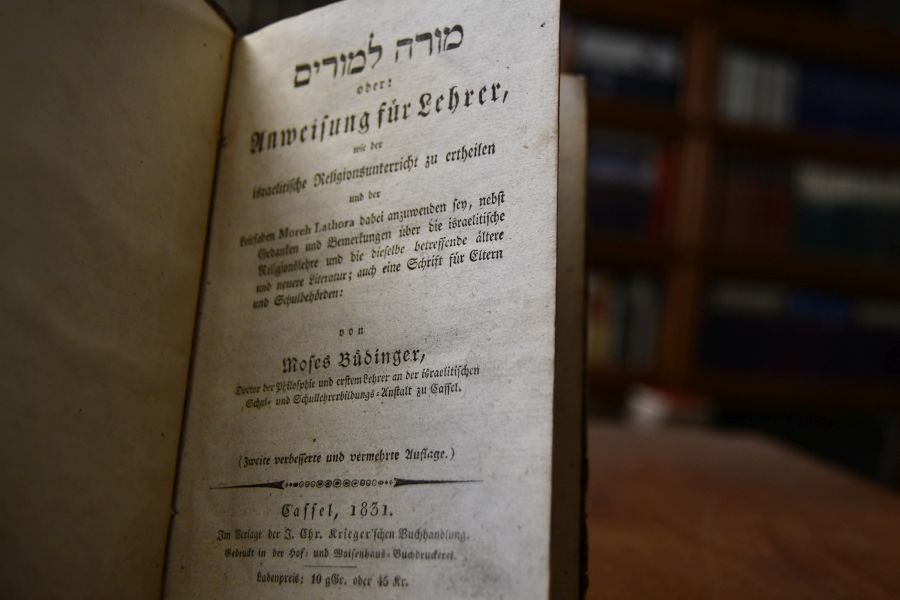 מורה למורים
oder:
Anweisung für Lehrer,
wie der
israelitische Religionsunterricht zu ertheilen
und der
Leitfaden Moreh Lathora dabei anzuwenden sey, nebst
Gedanken und Bemerkungen über die israelitische
Religionslehre und die dieselbe betreffende ältere
und neuere Literatur; auch eine Schrift für Eltern
und Schulbehörden:
von
Moses Büdinger,
Doctor der Philosphie und erstem Lehrer an der israelitischen
Schul- und Schullehrerbildungs-Anstalt zu Cassel.
(Zweite verbesserte und vermehrte Auflage.)
Cassel, 1831.
Im Verlage der J. Chr. Krieger'schen Buchhandlung.
Gedruckt in der Hof- und Waisenhaus-Buchdruckerei.
Ladenpreis: 10 gGr. oder 45 Kr.